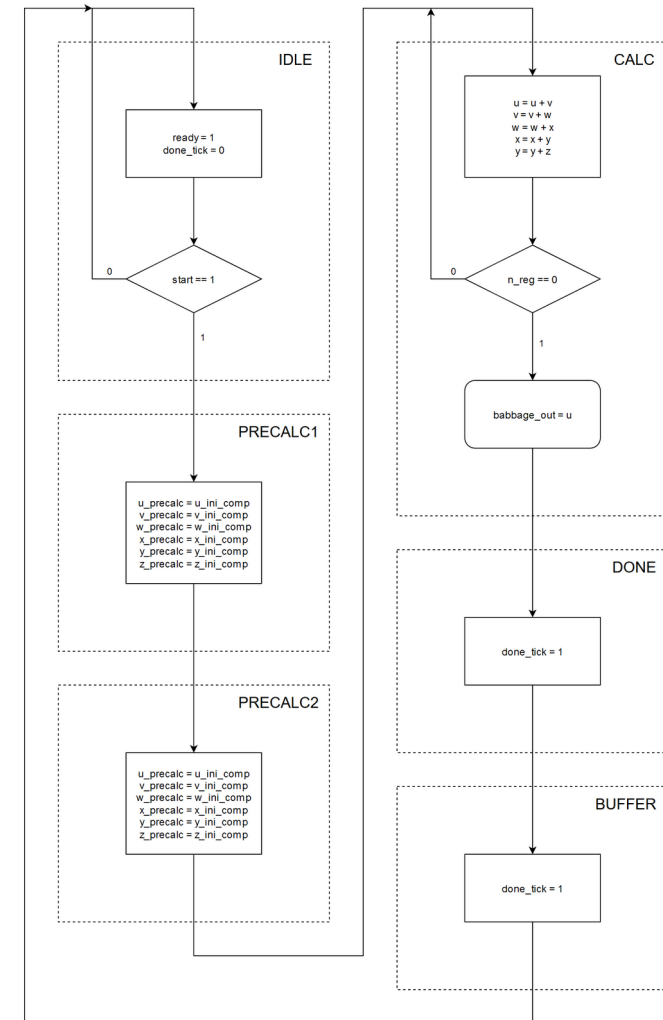 IDLE
ready = 1
done_tick = 0
0
start == 1
1
PRECALC1
u_precalc = u_ini_comp
v_precalc = v_ini_comp
w_precalc = w_ini_comp
x_precalc = x_ini_comp
y_precalc = y_ini_comp
z_precalc = z_ini_comp
PRECALC2
u_precalc = u_ini_comp
v_precalc = v_ini_comp
w_precalc = w_ini_comp
x_precalc = x_ini_comp
y_precalc = y_ini_comp
z_precalc = z_ini_comp
CALC
u = u + v
v = v + w
w = w + x
x = x + y
y = y + z
0
n_reg == 0
1
babbage_out = u
DONE
done_tick = 1
BUFFER
done_tick = 1